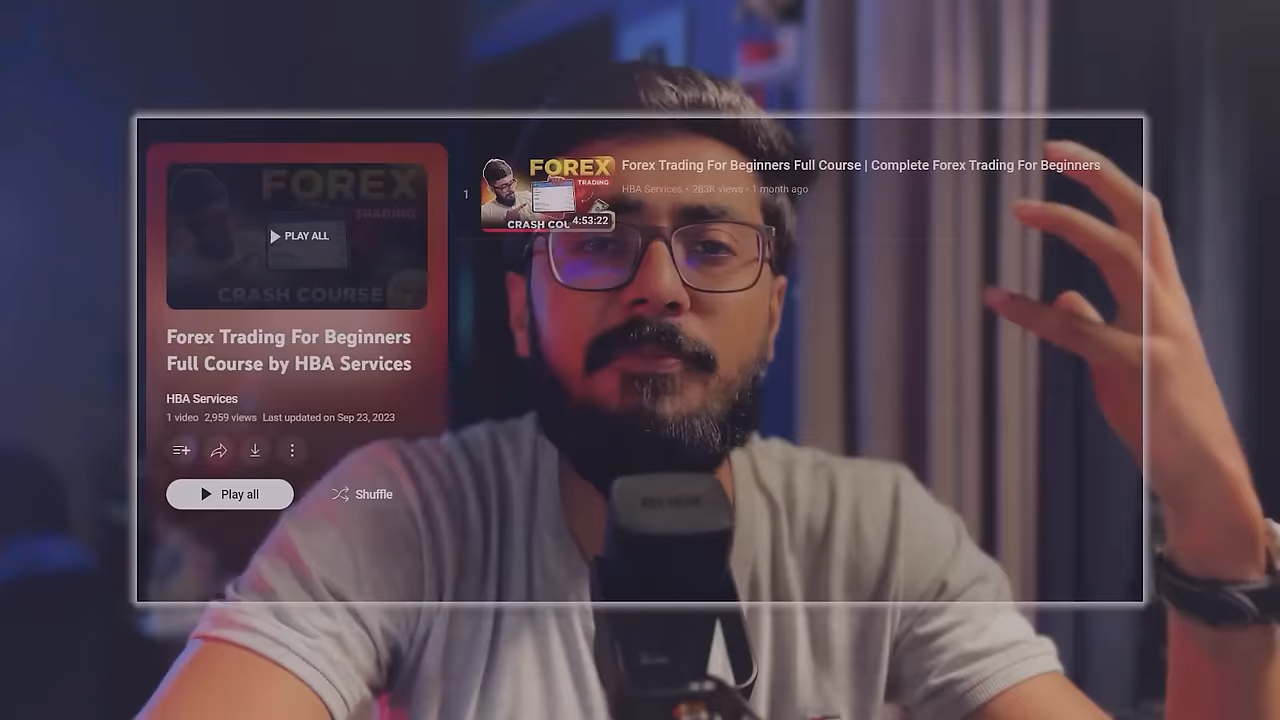 FOREX
TRADING
PLAY ALL
CRASH COURSE
Forex Trading For Beginners
Full Course by HBA Services
HBA Services
1 video 2,959 views Last updated on Sep 23, 2023
Play all
Shuffle
1
FOREX
TRADING
CRASH COU
4:53:22
Forex Trading For Beginners Full Course | Complete Forex Trading For Beginners
HBA Services • 283K views • 1 month ago